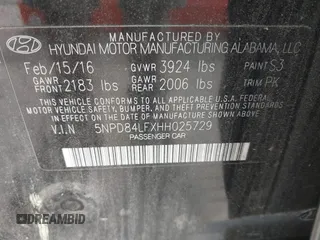 HYUNDAI MOTOR MANUFACTURING ALABAMA, LLC
Feb/15/16 GVWR 3924 lbs PAINT S3
GAWR FRONT 2183 lbs GAWR REAR 2006 lbs TRIM PK
THIS VEHICLE CONFORMS TO ALL APPLICABLE U.S. FEDERAL MOTOR
VEHICLE SAFETY, BUMPER, AND THEFT PREVENTION STANDARDS
IN EFFECT ON THE DATE OF MANUFACTURE SHOWN ABOVE.
V.I.N 5NPD84LFXHH025729
PASSENGER CAR
DREAMBID